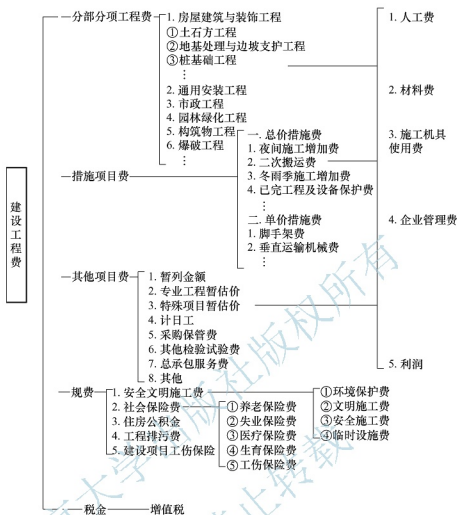 建设工程费
分部分项工程费
1. 房屋建筑与装饰工程
①土石方工程
②地基处理与边坡支护工程
③桩基础工程
⋮
2. 通用安装工程
3. 市政工程
4. 园林绿化工程
5. 构筑物工程
6. 爆破工程
⋮
措施项目费
一. 总价措施费
1. 夜间施工增加费
2. 二次搬运费
3. 冬雨季施工增加费
4. 已完工程及设备保护费
⋮
二. 单价措施费
1. 脚手架费
2. 垂直运输机械费
⋮
其他项目费
1. 暂列金额
2. 专业工程暂估价
3. 特殊项目暂估价
4. 计日工
5. 采购保管费
6. 其他检验试验费
7. 总承包服务费
8. 其他
1. 人工费
2. 材料费
3. 施工机具
使用费
4. 企业管理费
5. 利润
规费
1. 安全文明施工费
2. 社会保险费
3. 住房公积金
4. 工程排污费
5. 建设项目工伤保险
①养老保险费
②失业保险费
③医疗保险费
④生育保险费
⑤工伤保险费
①环境保护费
②文明施工费
③安全施工费
④临时设施费
税金
增值税
大学出版社版权所有
禁止转载